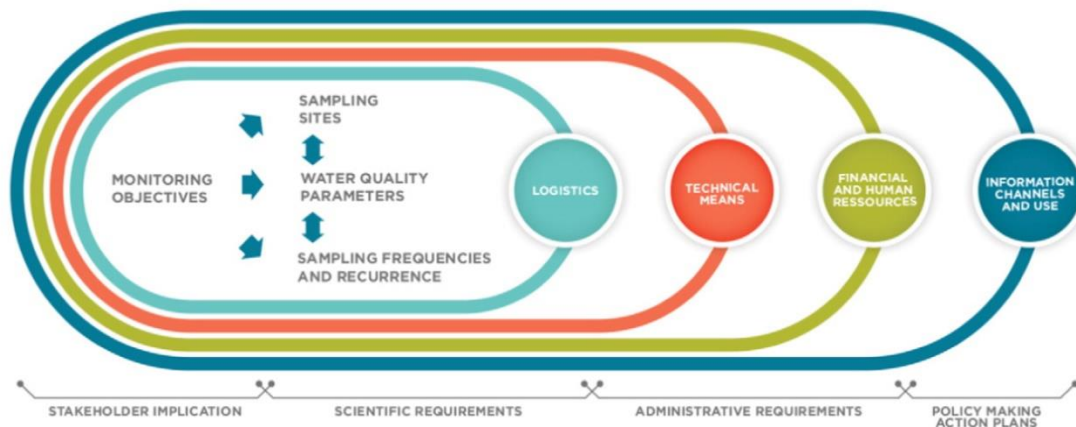 SAMPLING
SITES
MONITORING
OBJECTIVES
WATER QUALITY
PARAMETERS
SAMPLING FREQUENCIES
AND RECURRENCE
LOGISTICS
TECHNICAL
MEANS
FINANCIAL
AND HUMAN
RESSOURCES
INFORMATION
CHANNELS
AND USE
STAKEHOLDER IMPLICATION
SCIENTIFIC REQUIREMENTS
ADMINISTRATIVE REQUIREMENTS
POLICY MAKING
ACTION PLANS